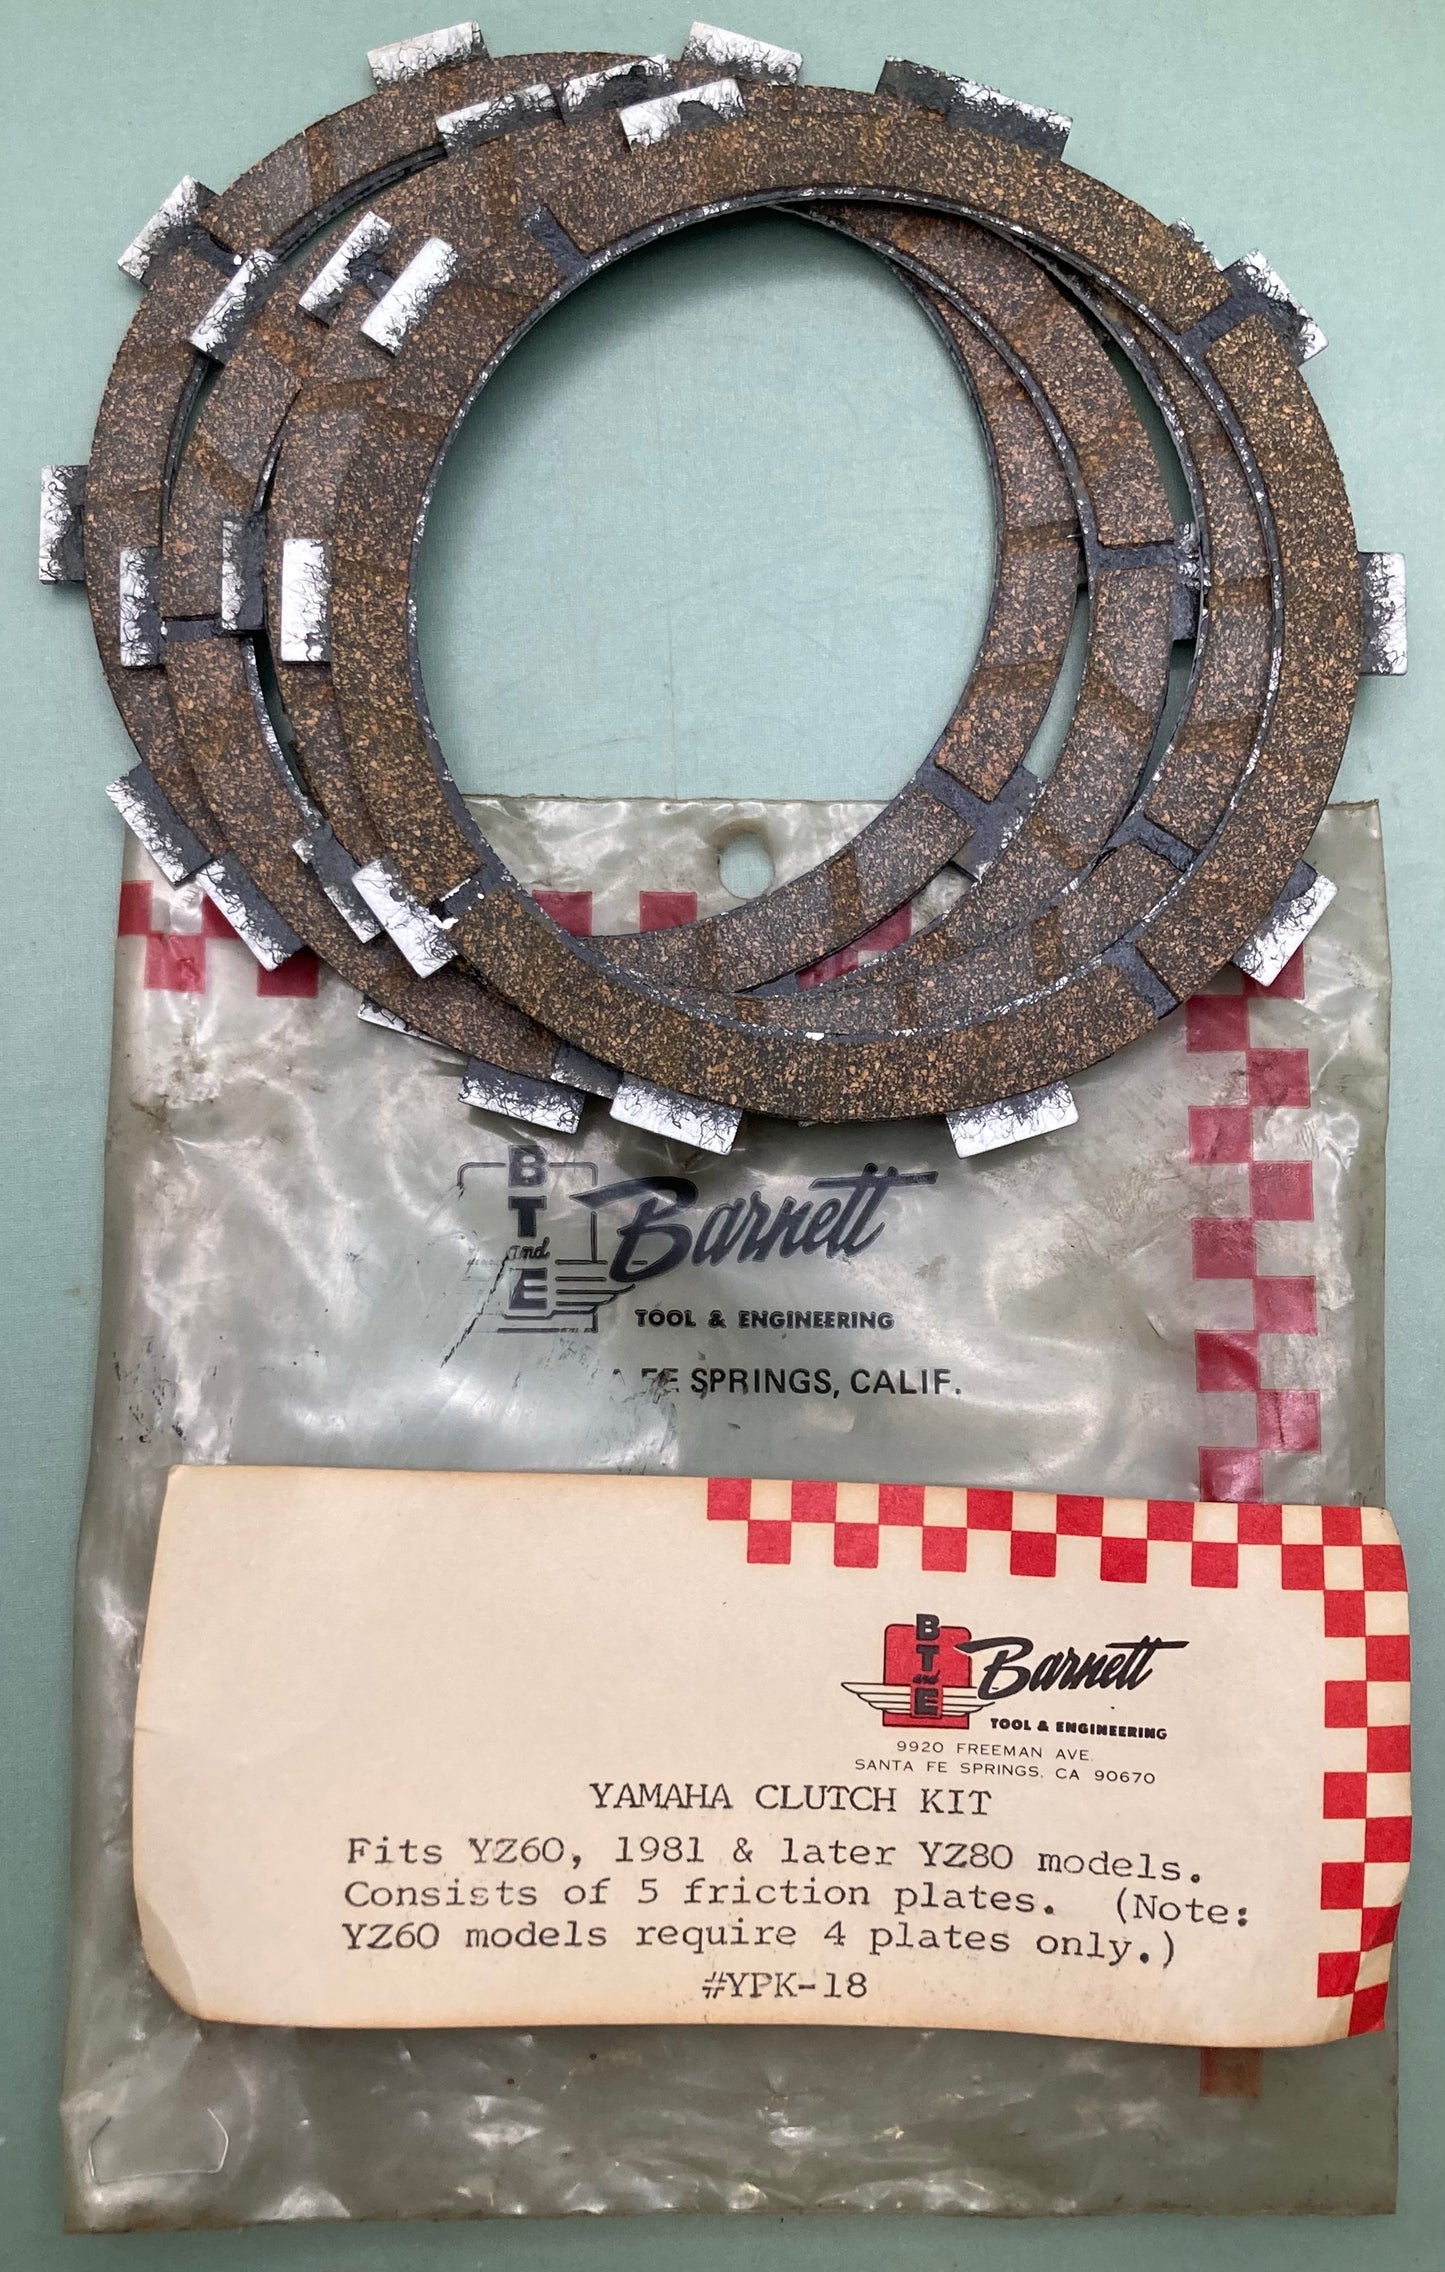 B
T
and
E
Barnett
TOOL & ENGINEERING
FE SPRINGS, CALIF.
B
T
and
E
Barnett
TOOL & ENGINEERING
9920 FREEMAN AVE.
SANTA FE SPRINGS, CA 90670
YAMAHA CLUTCH KIT
Fits YZ60, 1981 & later YZ80 models.
Consists of 5 friction plates. (Note:
YZ60 models require 4 plates only.)
#YPK-18